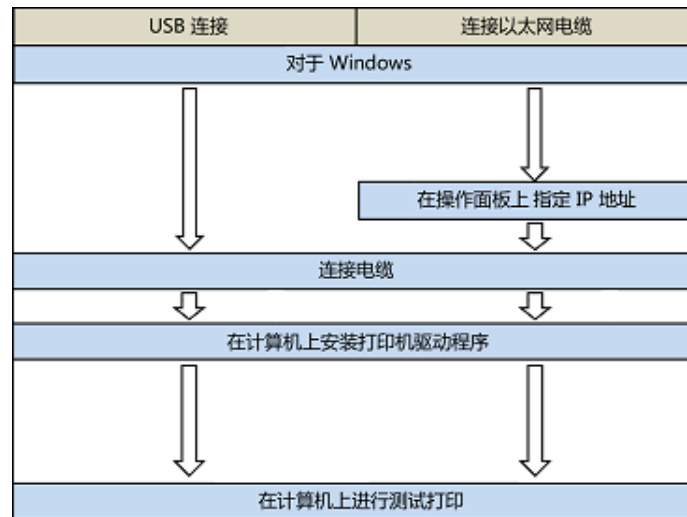 USB 连接
连接以太网电缆
对于 Windows
在操作面板上 指定 IP 地址
连接电缆
在计算机上安装打印机驱动程序
在计算机上进行测试打印